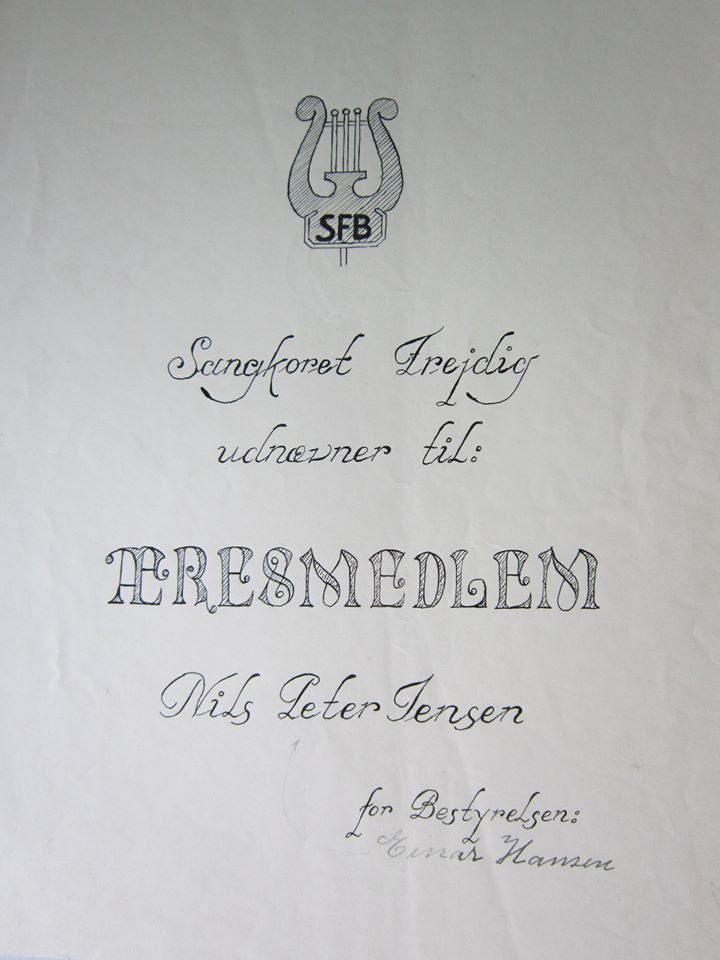 SFB
Sangkoret Frejdig
udnævner til:
ÆRESMEDLEM
Nils Peter Jensen
for Bestyrelsen:
Einar Hansen